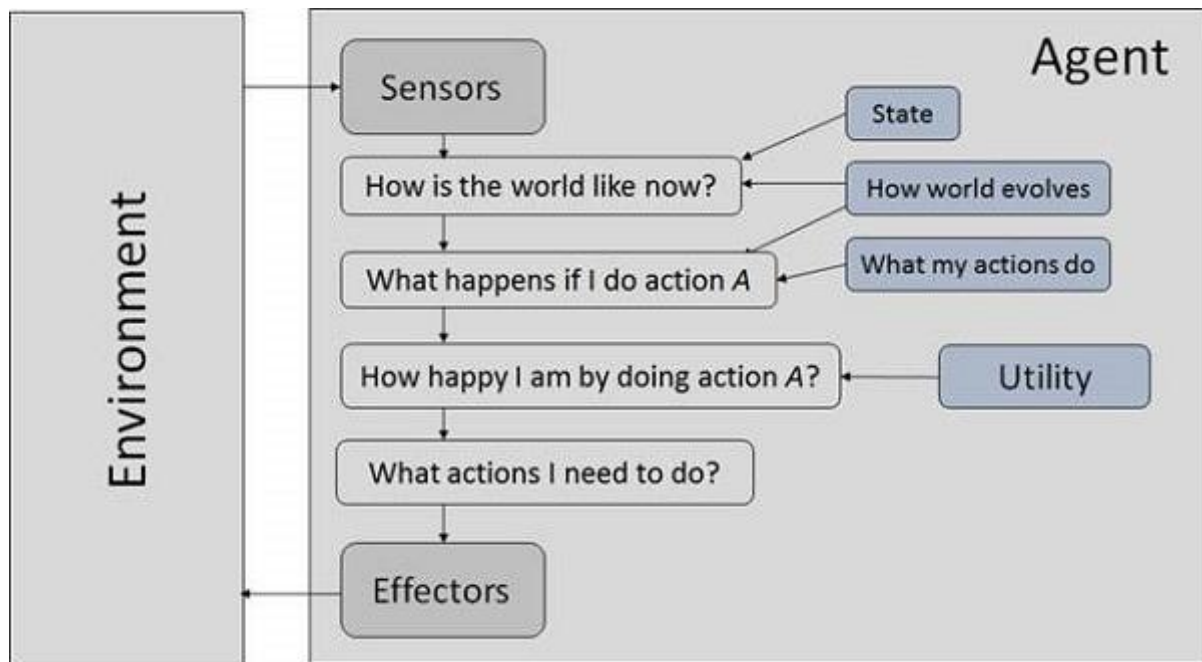 Environment
Agent
Sensors
State
How is the world like now?
How world evolves
What happens if I do action A
What my actions do
How happy I am by doing action A?
Utility
What actions I need to do?
Effectors